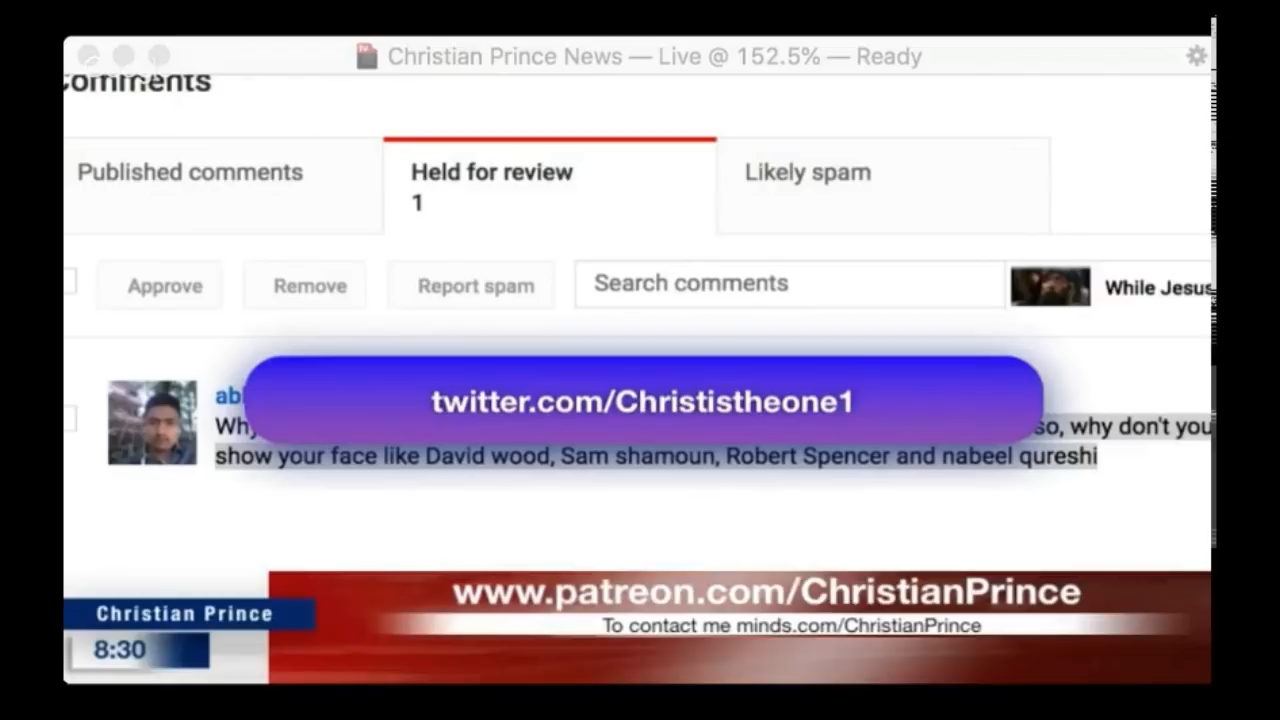 Christian Prince News — Live @ 152.5% — Ready
Comments
Published comments
Held for review
1
Likely spam
Approve
Remove
Report spam
Search comments
While Jesus
ab
Why
so, why don't you
show your face like David wood, Sam shamoun, Robert Spencer and nabeel qureshi
twitter.com/Christistheone1
www.patreon.com/ChristianPrince
To contact me minds.com/ChristianPrince
Christian Prince
8:30